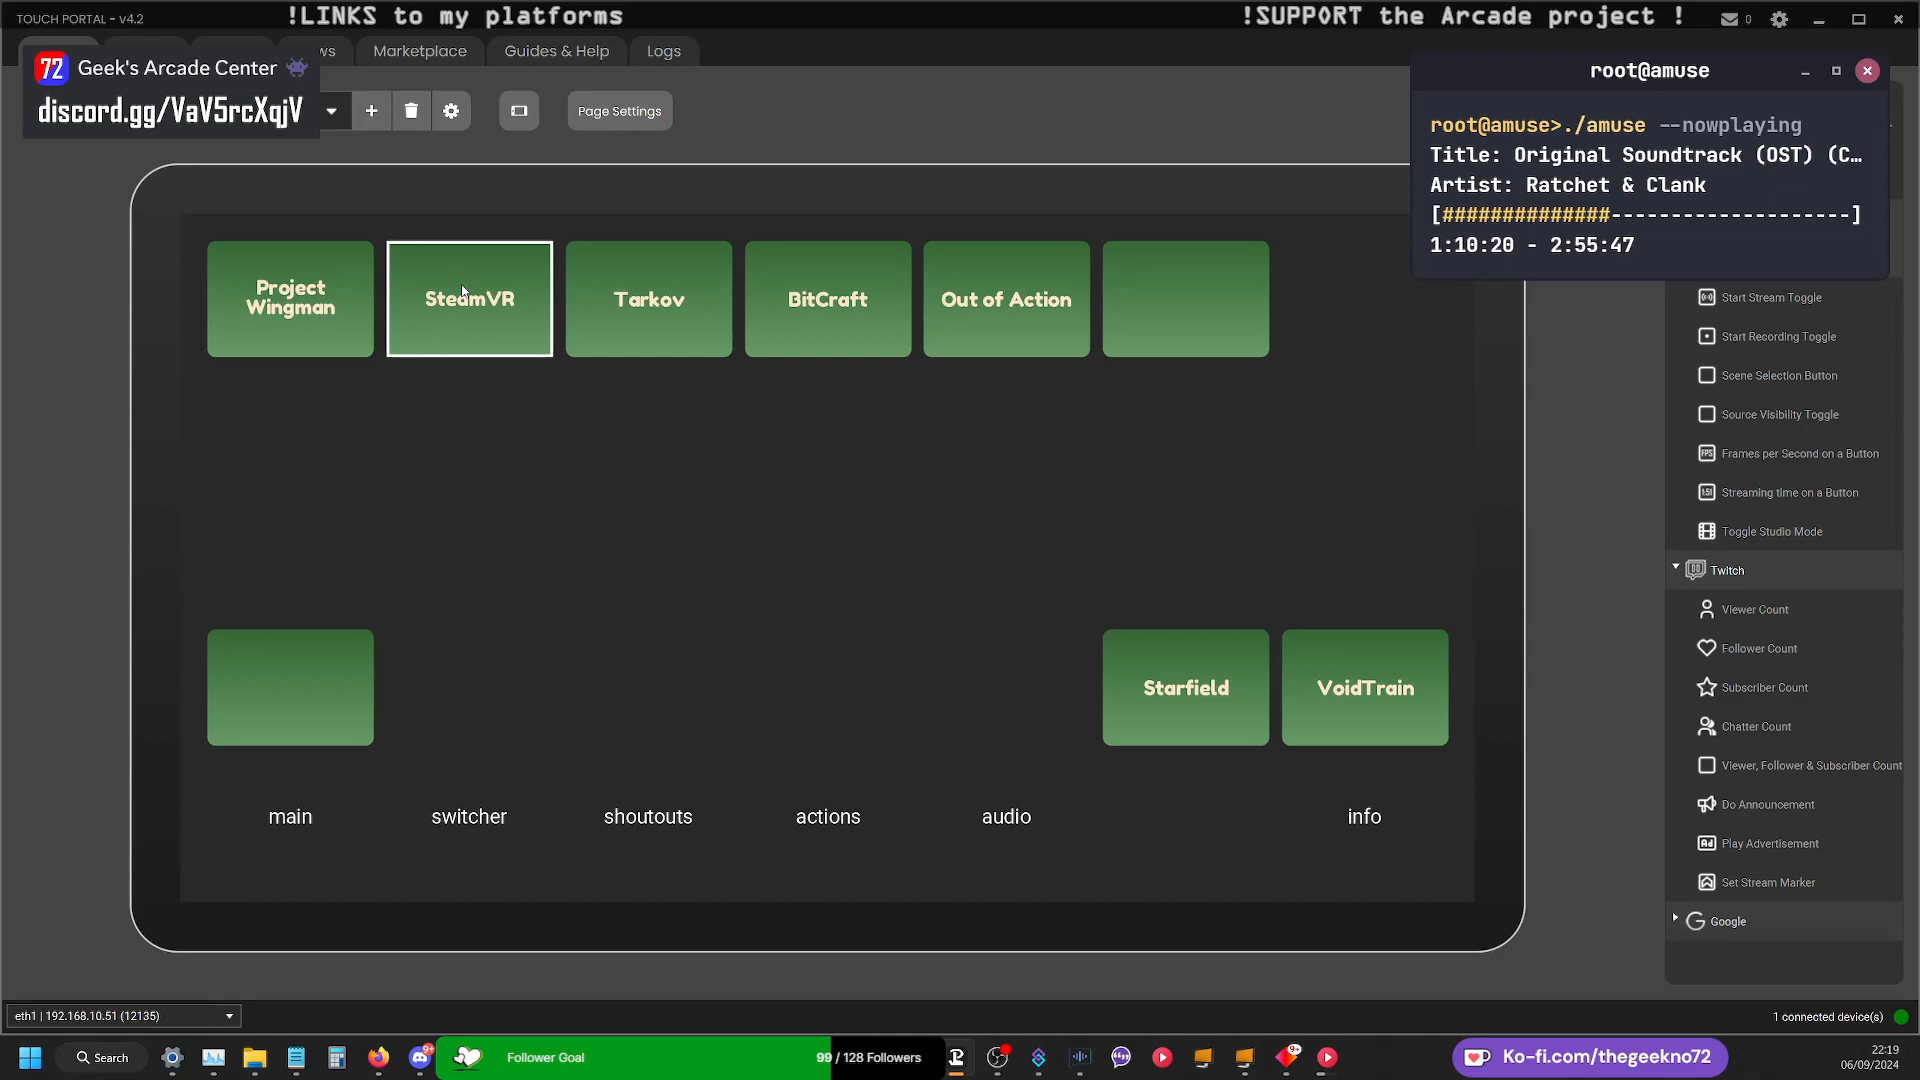 TOUCH PORTAL - v4.2
!LINKS to my platforms
!SUPPORT the Arcade project !
0
ws
Marketplace
Guides & Help
Logs
72 Geek's Arcade Center
discord.gg/VaV5rcXqjV
Page Settings
root@amuse
root@amuse>./amuse --nowplaying
Title: Original Soundtrack (OST) (C…
Artist: Ratchet & Clank
[##############--------------------]
1:10:20 - 2:55:47
Project
Wingman
SteamVR
Tarkov
BitCraft
Out of Action
Starfield
VoidTrain
main
switcher
shoutouts
actions
audio
info
Start Stream Toggle
Start Recording Toggle
Scene Selection Button
Source Visibility Toggle
FPS Frames per Second on a Button
Streaming time on a Button
Toggle Studio Mode
Twitch
Viewer Count
Follower Count
Subscriber Count
Chatter Count
Viewer, Follower & Subscriber Count
Do Announcement
Ad Play Advertisement
Set Stream Marker
Google
eth1 | 192.168.10.51 (12135)
1 connected device(s)
Search
9+
Follower Goal
99 / 128 Followers
9+
Ko-fi.com/thegeekno72
22:19
06/09/2024